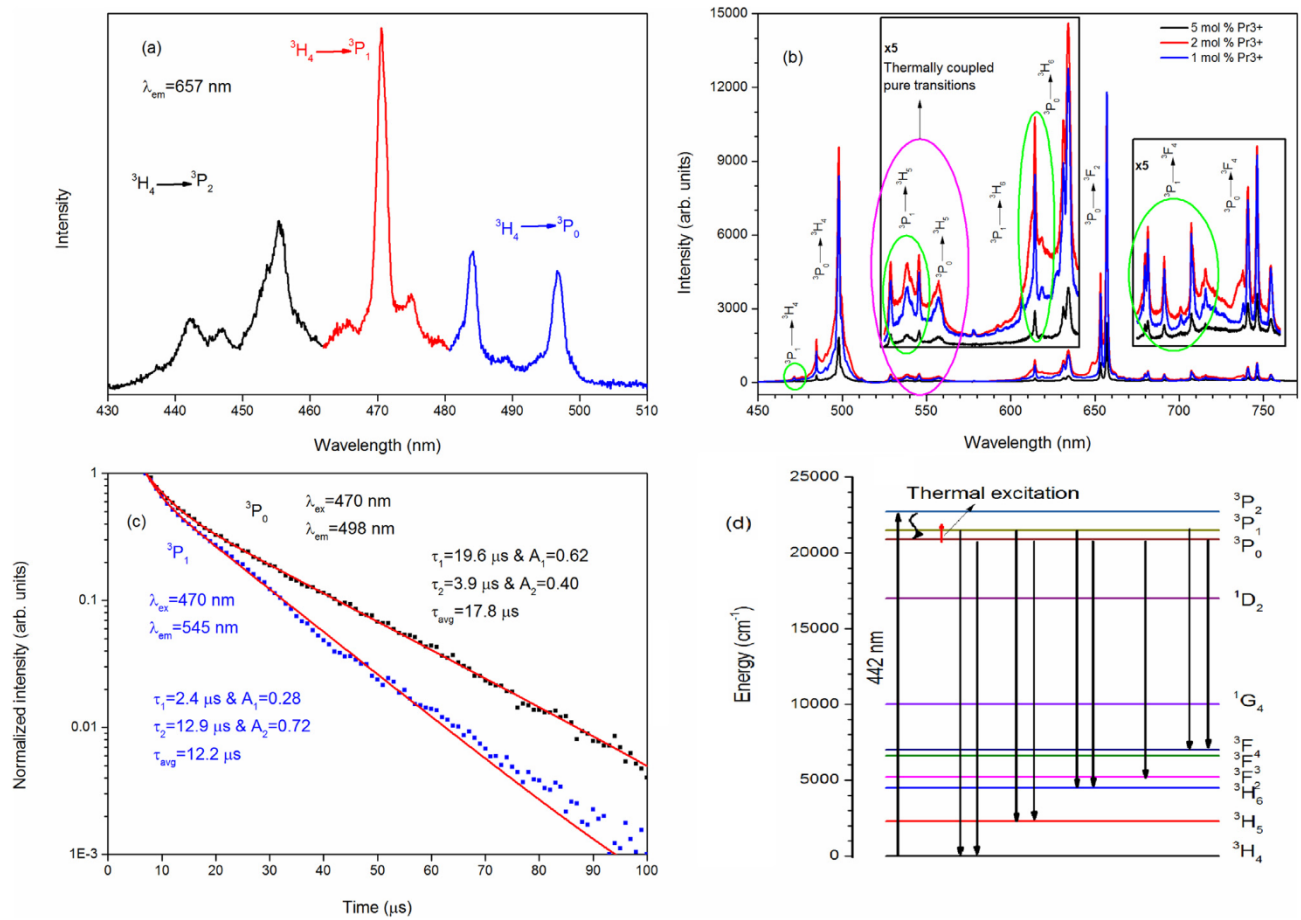 (a)
³H₄ → ³P₁
λem=657 nm
³H₄ → ³P₂
³H₄ → ³P₀
Intensity
430 440 450 460 470 480 490 500 510
Wavelength (nm)
(b)
5 mol % Pr3+
2 mol % Pr3+
1 mol % Pr3+
x5
Thermally coupled
pure transitions
x5
³P₁ → ³H₄
³P₀ → ³H₄
³P₁ → ³H₅
³P₀ → ³H₅
³P₁ → ³H₆
³P₀ → ³H₆
³P₀ → ³F₂
³P₁ → ³F₄
³P₀ → ³F₄
15000
12000
9000
6000
3000
0
Intensity (arb. units)
450 500 550 600 650 700 750
Wavelength (nm)
(c)
³P₀
λex=470 nm
λem=498 nm
τ₁=19.6 μs & A₁=0.62
τ₂=3.9 μs & A₂=0.40
τavg=17.8 μs
³P₁
λex=470 nm
λem=545 nm
τ₁=2.4 μs & A₁=0.28
τ₂=12.9 μs & A₂=0.72
τavg=12.2 μs
1
0.1
0.01
1E-3
Normalized intensity (arb. units)
0 10 20 30 40 50 60 70 80 90 100
Time (μs)
(d)
Thermal excitation
442 nm
25000
20000
15000
10000
5000
0
Energy (cm⁻¹)
³P₂
³P₁
³P₀
¹D₂
¹G₄
³F₄
³F₃
³F₂
³H₆
³H₅
³H₄